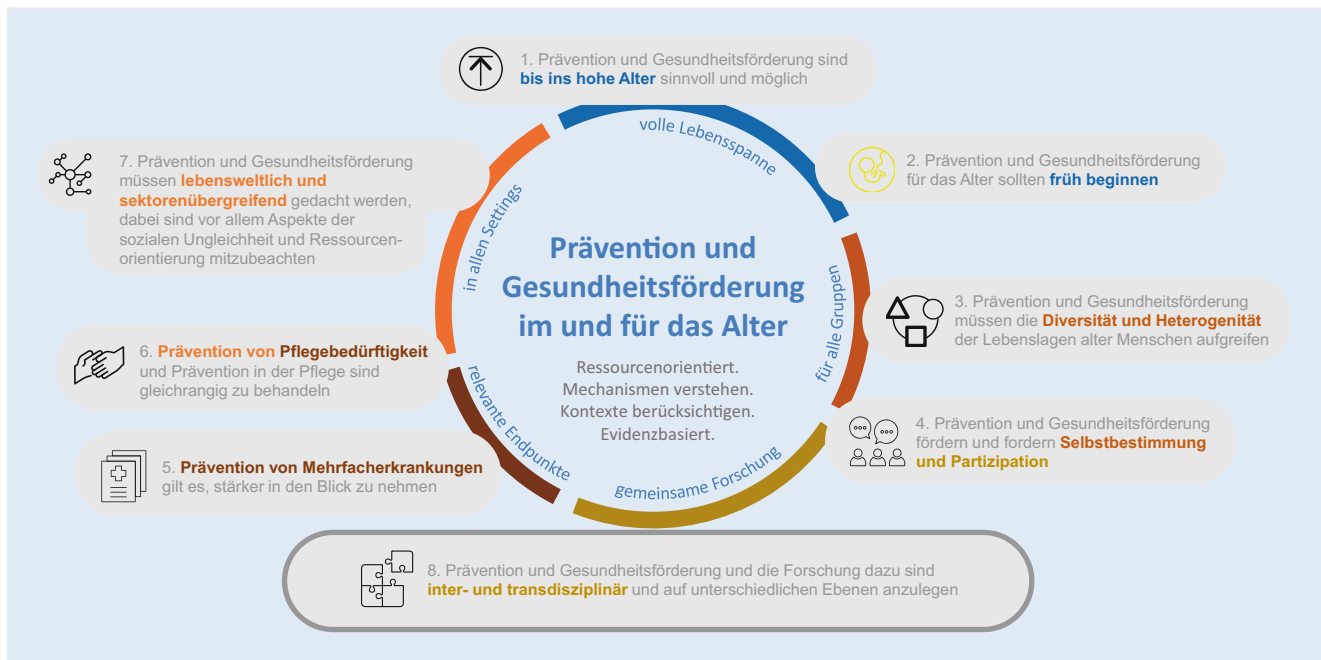 1. Prävention und Gesundheitsförderung sind
bis ins hohe Alter sinnvoll und möglich
2. Prävention und Gesundheitsförderung
für das Alter sollten früh beginnen
3. Prävention und Gesundheitsförderung
müssen die Diversität und Heterogenität
der Lebenslagen alter Menschen aufgreifen
4. Prävention und Gesundheitsförderung
fördern und fordern Selbstbestimmung
und Partizipation
5. Prävention von Mehrfacherkrankungen
gilt es, stärker in den Blick zu nehmen
6. Prävention von Pflegebedürftigkeit
und Prävention in der Pflege sind
gleichrangig zu behandeln
7. Prävention und Gesundheitsförderung
müssen lebensweltlich und
sektorenübergreifend gedacht werden,
dabei sind vor allem Aspekte der
sozialen Ungleichheit und Ressourcen-
orientierung mitzubeachten
8. Prävention und Gesundheitsförderung und die Forschung dazu sind
inter- und transdisziplinär und auf unterschiedlichen Ebenen anzulegen
volle Lebensspanne
für alle Gruppen
gemeinsame Forschung
relevante Endpunkte
in allen Settings
Prävention und
Gesundheitsförderung
im und für das Alter
Ressourcenorientiert.
Mechanismen verstehen.
Kontexte berücksichtigen.
Evidenzbasiert.